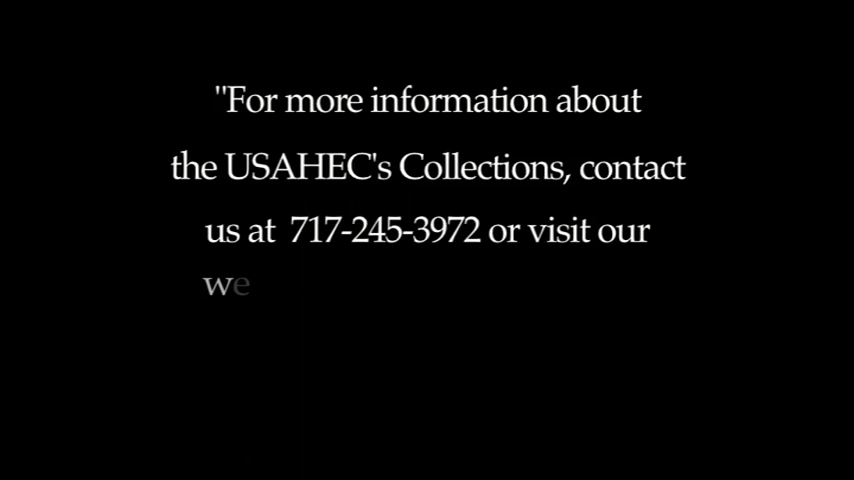 "For more information about
the USAHEC's Collections, contact
us at 717-245-3972 or visit our
we